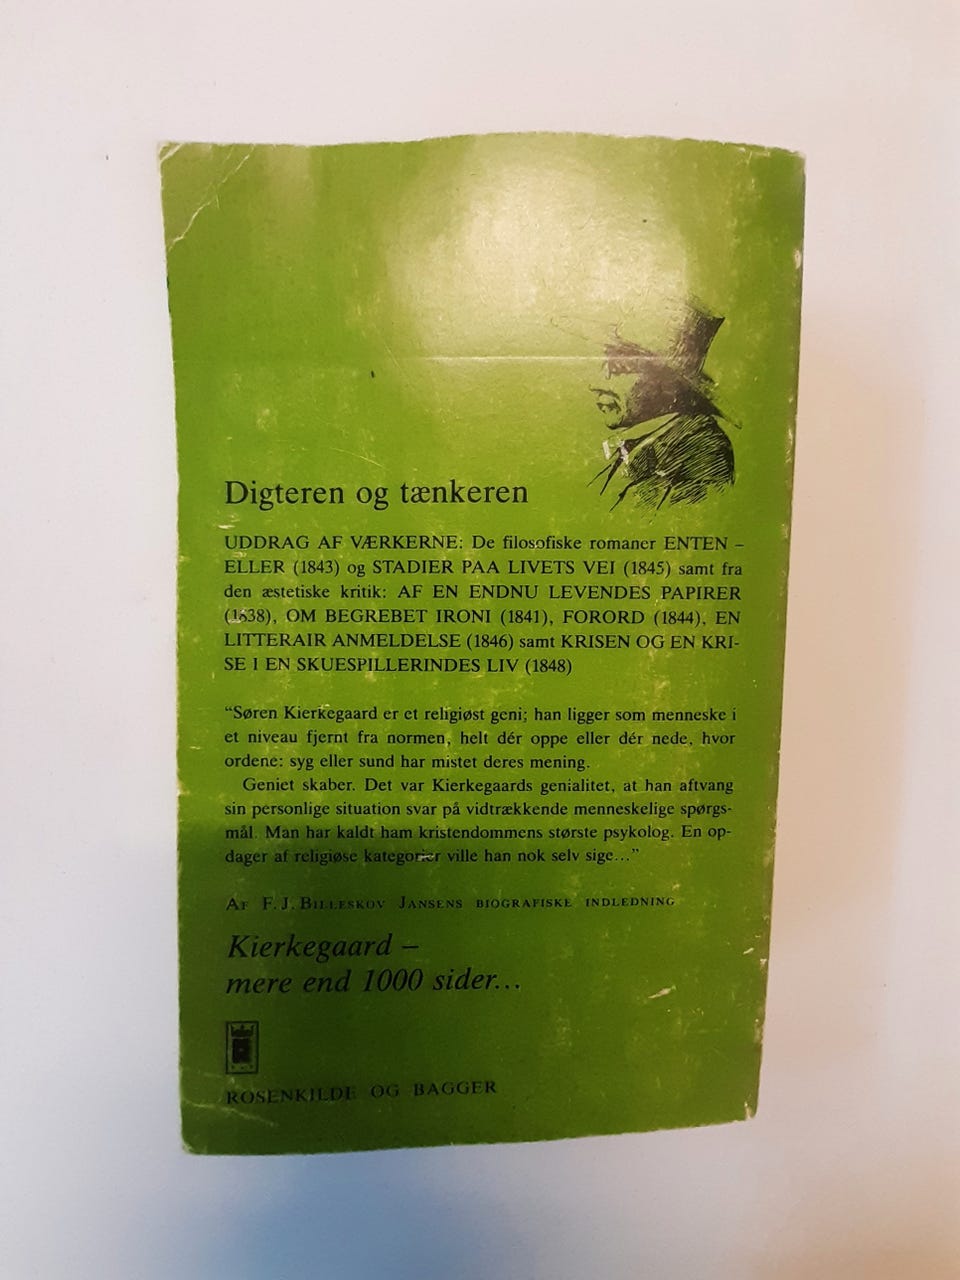 Digteren og tænkeren
UDDRAG AF VÆRKERNE: De filosofiske romaner ENTEN –
ELLER (1843) og STADIER PAA LIVETS VEI (1845) samt fra
den æstetiske kritik: AF EN ENDNU LEVENDES PAPIRER
(1838), OM BEGREBET IRONI (1841), FORORD (1844), EN
LITTERAIR ANMELDELSE (1846) samt KRISEN OG EN KRI-
SE I EN SKUESPILLERINDES LIV (1848)
“Søren Kierkegaard er et religiøst geni; han ligger som menneske i
et niveau fjernt fra normen, helt dér oppe eller dér nede, hvor
ordene: syg eller sund har mistet deres mening.
Geniet skaber. Det var Kierkegaards genialitet, at han aftvang
sin personlige situation svar på vidtrækkende menneskelige spørgs-
mål. Man har kaldt ham kristendommens største psykolog. En op-
dager af religiøse kategorier ville han nok selv sige...”
AF F. J. BILLESKOV JANSENS BIOGRAFISKE INDLEDNING
Kierkegaard –
mere end 1000 sider...
R
ROSENKILDE OG BAGGER